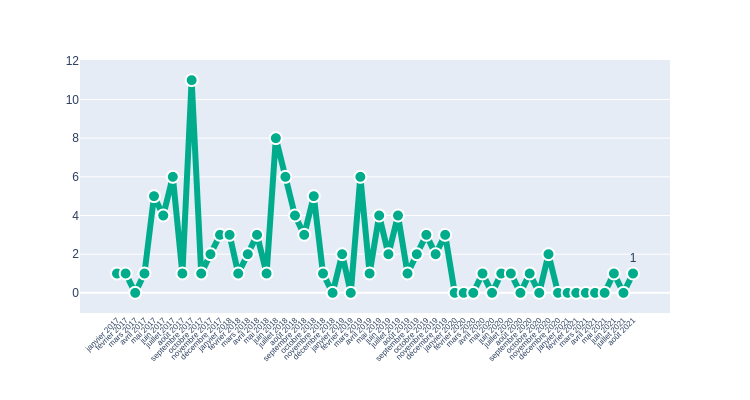 12
10
8
6
4
2
0
1
janvier 2017
février 2017
mars 2017
avril 2017
mai 2017
juin 2017
juillet 2017
août 2017
septembre 2017
octobre 2017
novembre 2017
décembre 2017
janvier 2018
février 2018
mars 2018
avril 2018
mai 2018
juin 2018
juillet 2018
août 2018
septembre 2018
octobre 2018
novembre 2018
décembre 2018
janvier 2019
février 2019
mars 2019
avril 2019
mai 2019
juin 2019
juillet 2019
août 2019
septembre 2019
octobre 2019
novembre 2019
décembre 2019
janvier 2020
février 2020
mars 2020
avril 2020
mai 2020
juin 2020
juillet 2020
août 2020
septembre 2020
octobre 2020
novembre 2020
décembre 2020
janvier 2021
février 2021
mars 2021
avril 2021
mai 2021
juin 2021
juillet 2021
août 2021